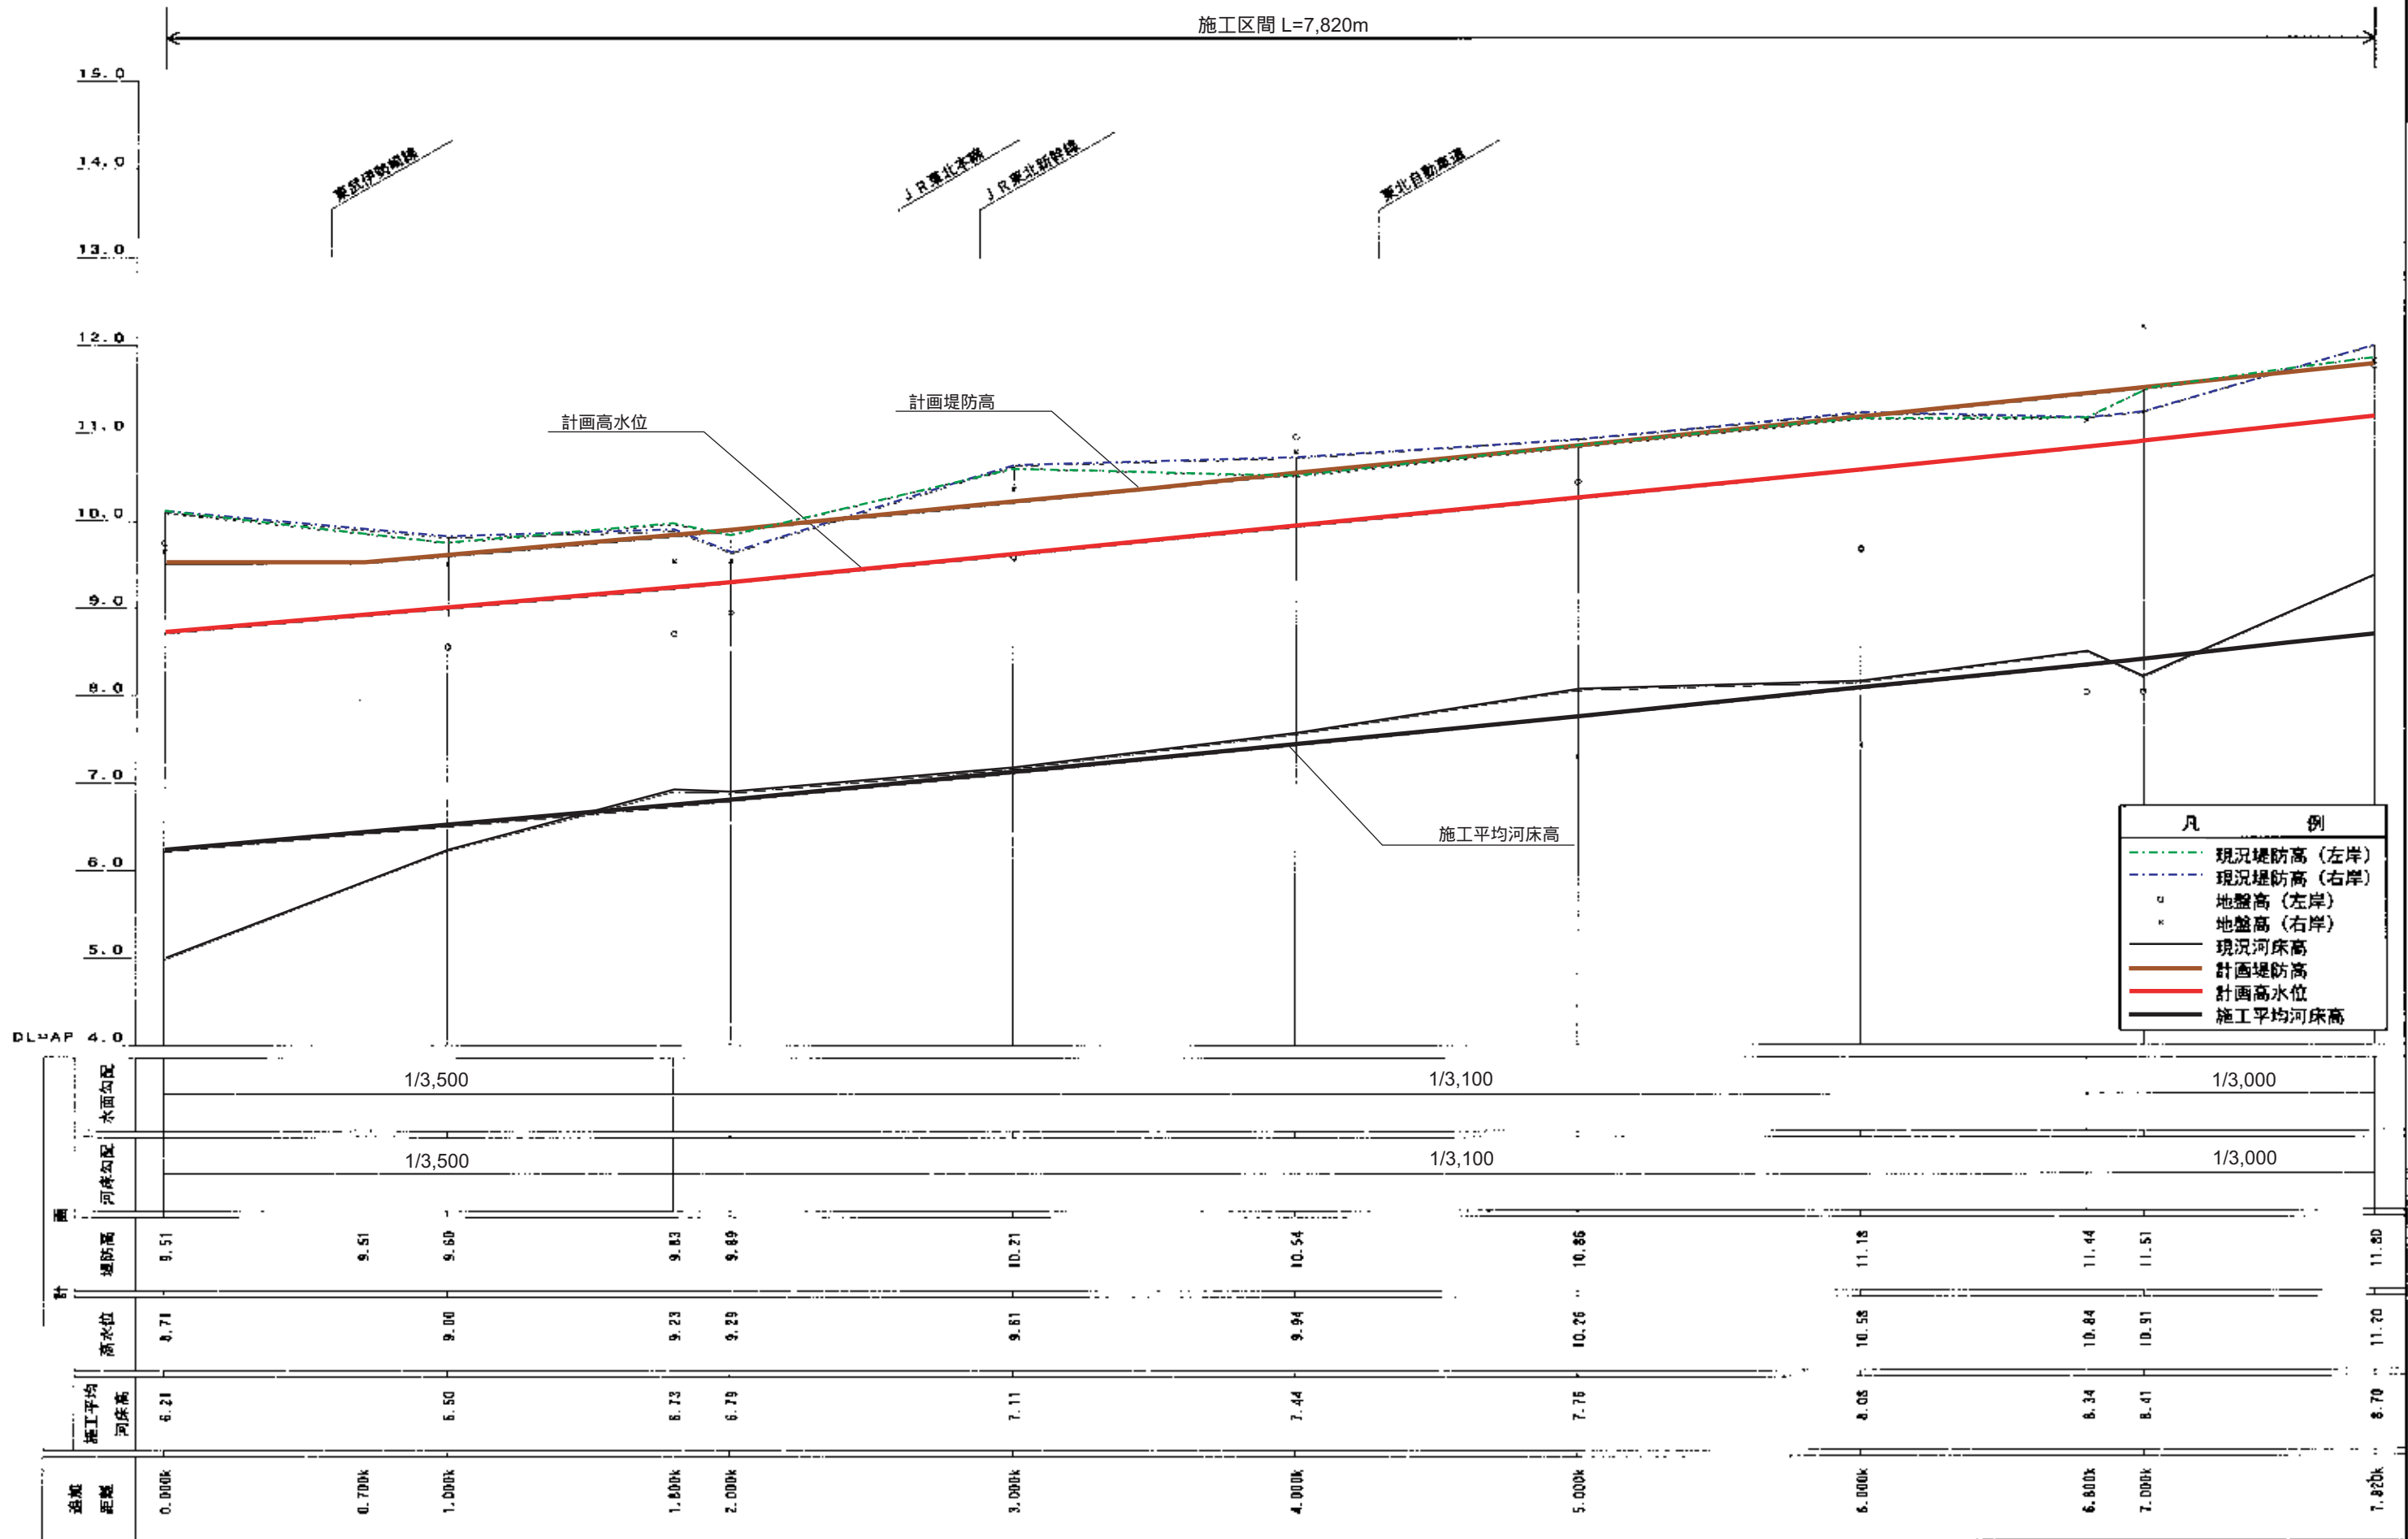 施工区間 L=7,820m
15.0
14.0
13.0
12.0
11.0
10.0
9.0
8.0
7.0
6.0
5.0
DL=AP 4.0
JR東北本線
JR東北新幹線
東北自動車道
計画高水位
計画堤防高
施工平均河床高
凡例
現況堤防高（左岸）
現況堤防高（右岸）
地盤高（左岸）
地盤高（右岸）
現況河床高
計画堤防高
計画高水位
施工平均河床高
計画
水面勾配 1/3,500 1/3,100 1/3,000
河床勾配 1/3,500 1/3,100 1/3,000
堤防高 9.51 9.51 9.60 9.83 9.89 10.21 10.54 10.86 11.18 11.44 11.51 11.80
高水位 8.71 9.00 9.23 9.29 9.61 9.94 10.26 10.58 10.84 10.91 11.20
施工平均河床高 6.21 6.50 6.73 6.79 7.11 7.44 7.76 8.08 8.34 8.41 8.70
追加距離 0.000k 0.700k 1.000k 1.800k 2.000k 3.000k 4.000k 5.000k 6.000k 6.800k 7.000k 7.820k